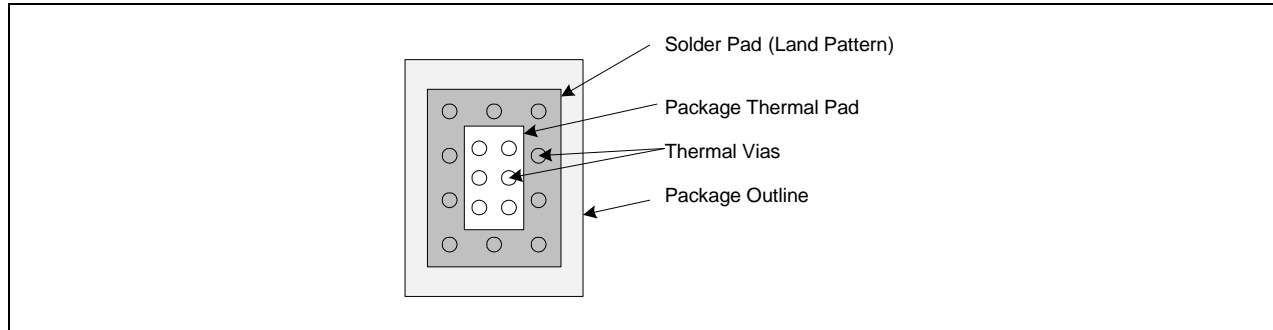 Solder Pad (Land Pattern)
Package Thermal Pad
Thermal Vias
Package Outline